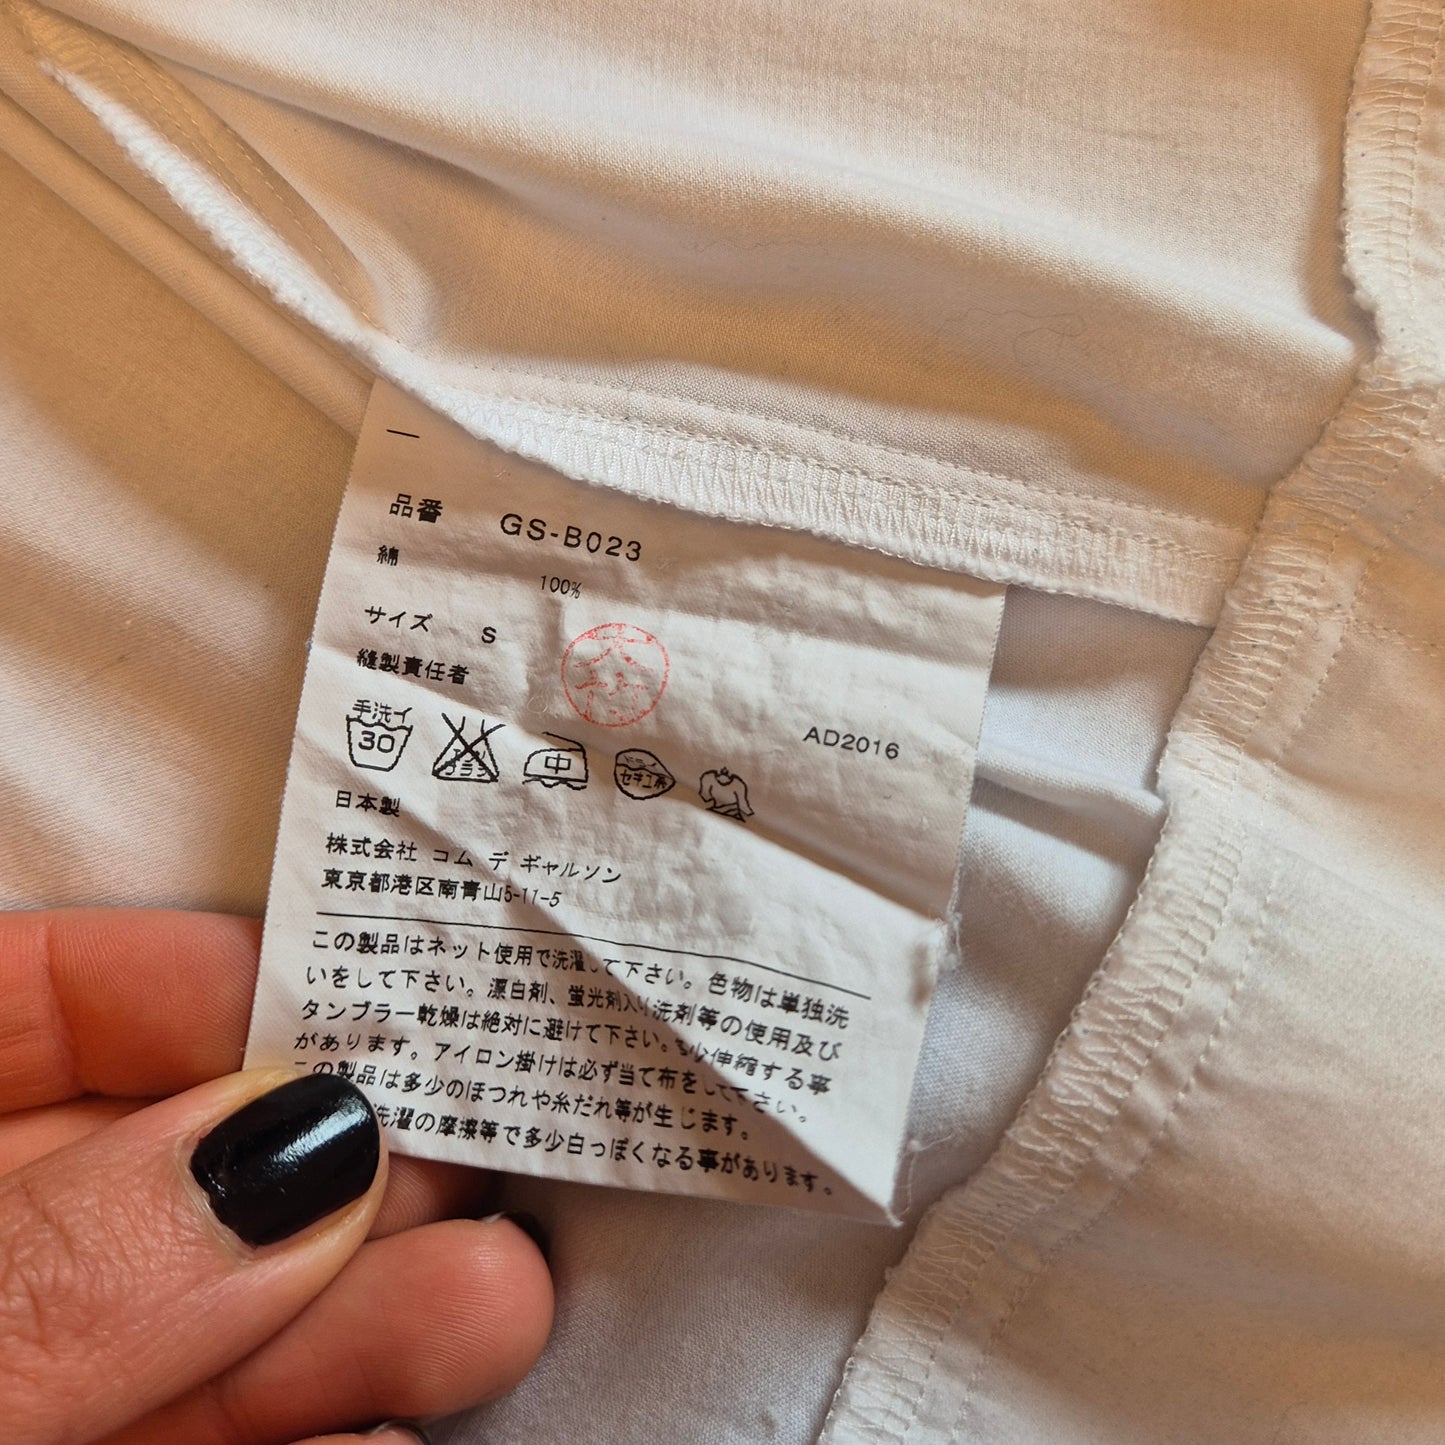 品番 GS-B023
綿 100%
サイズ S
縫製責任者
AD2016
手洗イ
30
中
日本製
株式会社 コム デ ギャルソン
東京都港区南青山5-11-5
この製品はネット使用で洗濯して下さい。色物は単独洗
いをして下さい。漂白剤、蛍光剤入り洗剤等の使用及び
タンブラー乾燥は絶対に避けて下さい。多少伸縮する事
があります。アイロン掛けは必ず当て布をして下さい。
この製品は多少のほつれや糸だれ等が生じます。
洗濯の摩擦等で多少白っぽくなる事があります。